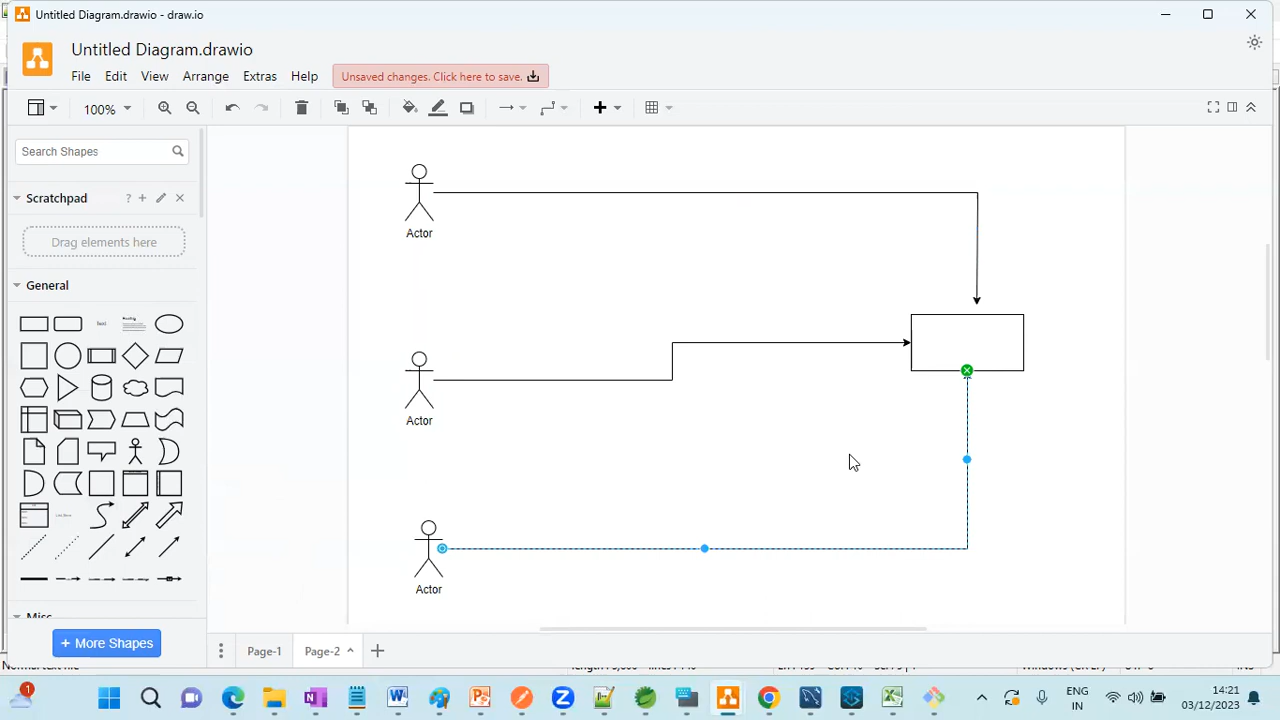 Untitled Diagram.drawio - draw.io
Untitled Diagram.drawio
File Edit View Arrange Extras Help
Unsaved changes. Click here to save.
100%
Search Shapes
Scratchpad
Drag elements here
General
Text
Actor
Actor
Actor
More Shapes
Page-1
Page-2
ENG
IN
14:21
03/12/2023
1